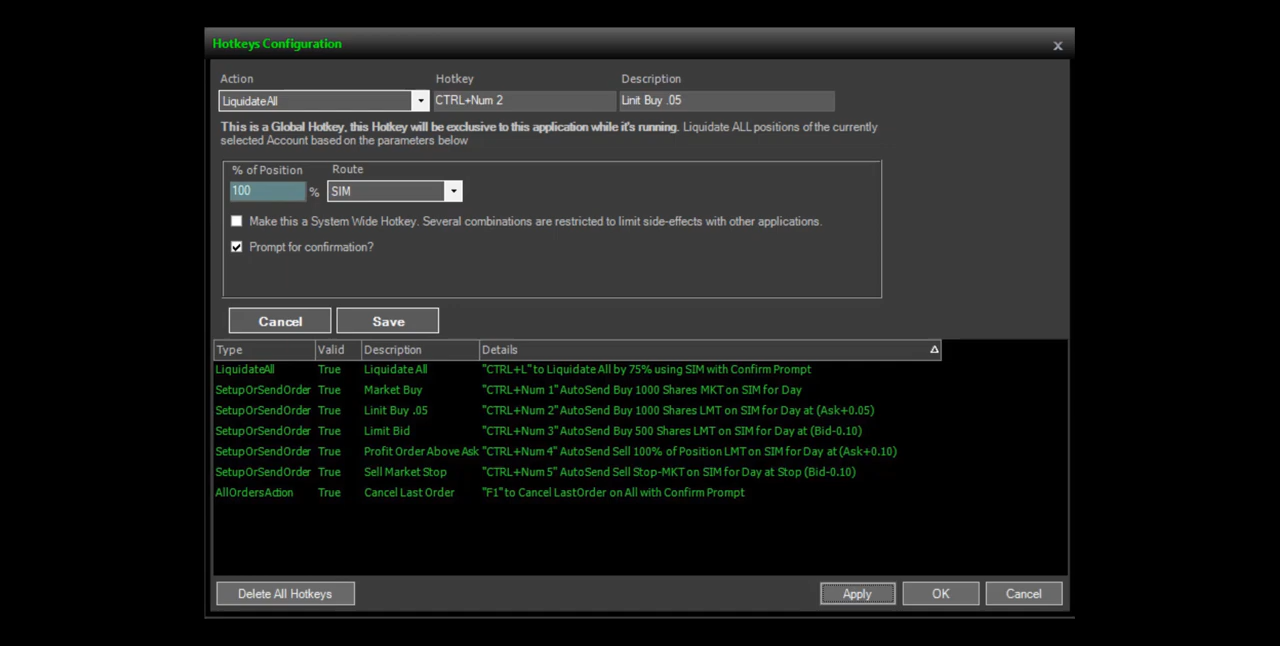 Hotkeys Configuration
x
Action Hotkey Description
LiquidateAll CTRL+Num 2 Linit Buy .05
This is a Global Hotkey, this Hotkey will be exclusive to this application while it's running. Liquidate ALL positions of the currently
selected Account based on the parameters below
% of Position Route
100 % SIM
Make this a System Wide Hotkey. Several combinations are restricted to limit side-effects with other applications.
Prompt for confirmation?
Cancel Save
Type Valid Description Details
LiquidateAll True Liquidate All "CTRL+L" to Liquidate All by 75% using SIM with Confirm Prompt
SetupOrSendOrder True Market Buy "CTRL+Num 1" AutoSend Buy 1000 Shares MKT on SIM for Day
SetupOrSendOrder True Linit Buy .05 "CTRL+Num 2" AutoSend Buy 1000 Shares LMT on SIM for Day at (Ask+0.05)
SetupOrSendOrder True Limit Bid "CTRL+Num 3" AutoSend Buy 500 Shares LMT on SIM for Day at (Bid-0.10)
SetupOrSendOrder True Profit Order Above Ask "CTRL+Num 4" AutoSend Sell 100% of Position LMT on SIM for Day at (Ask+0.10)
SetupOrSendOrder True Sell Market Stop "CTRL+Num 5" AutoSend Sell Stop-MKT on SIM for Day at Stop (Bid-0.10)
AllOrdersAction True Cancel Last Order "F1" to Cancel LastOrder on All with Confirm Prompt
Delete All Hotkeys Apply OK Cancel